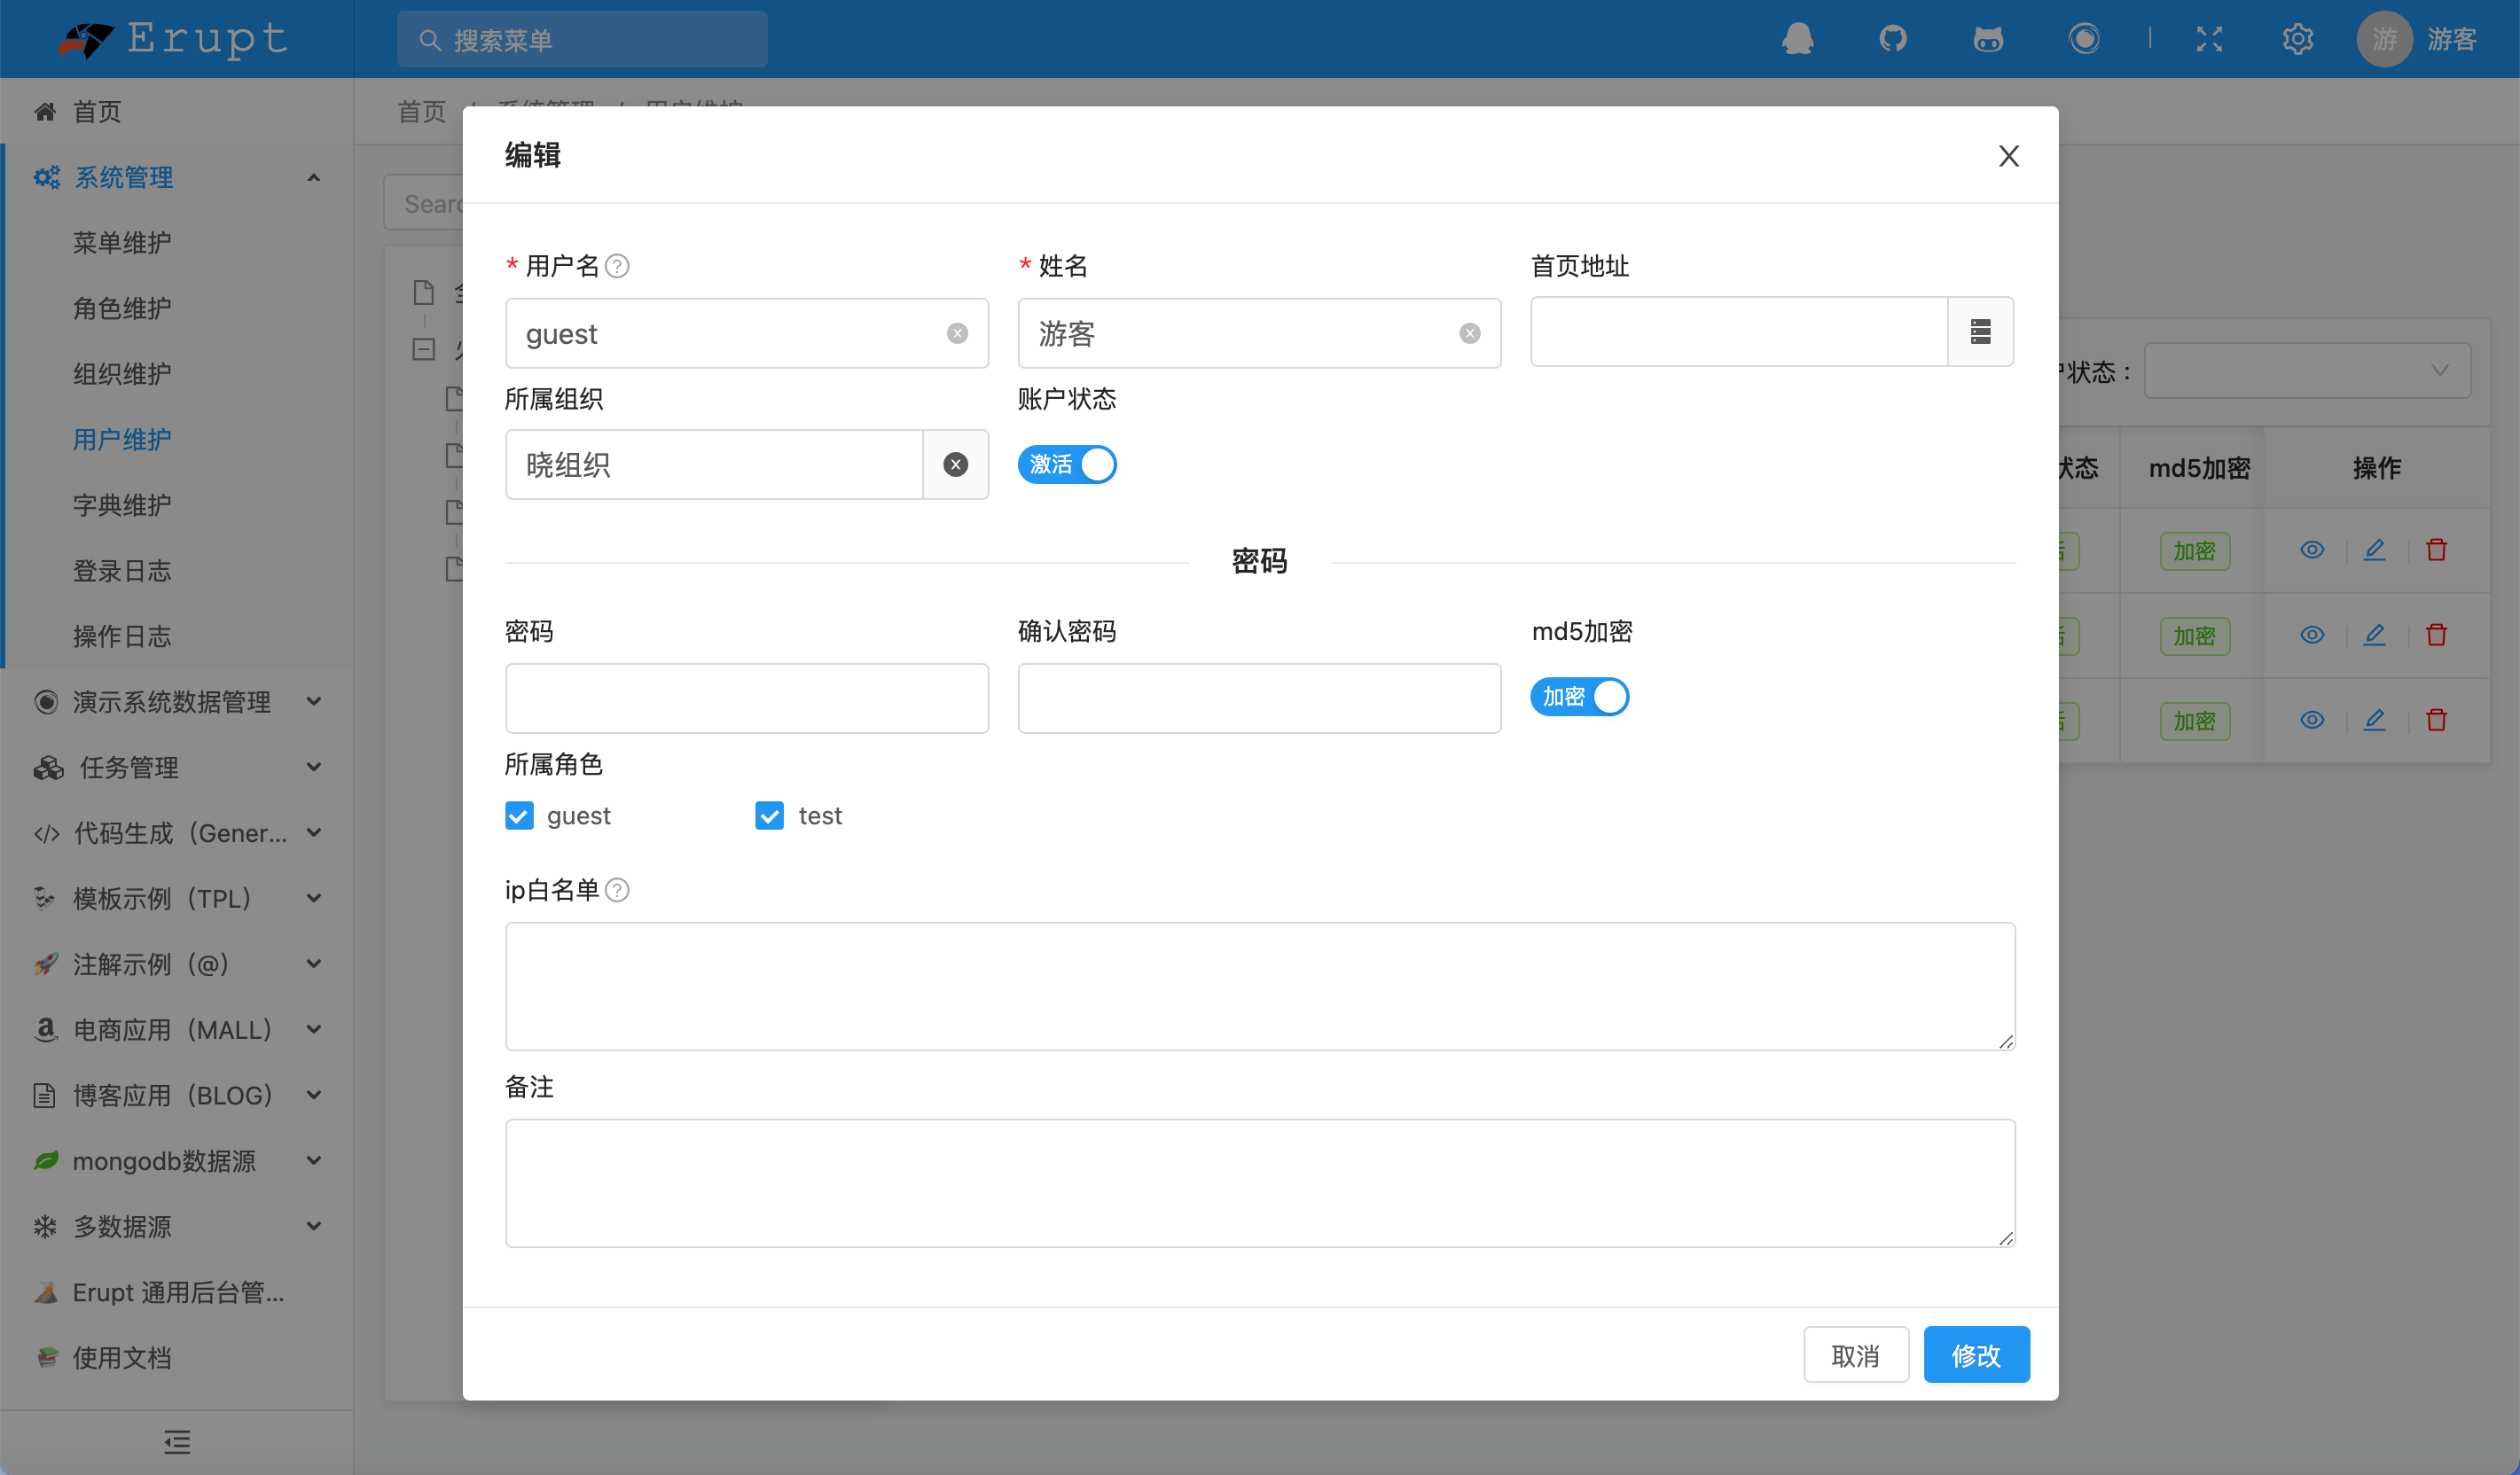 Erupt
搜索菜单
游
游客
首页
系统管理
菜单维护
角色维护
组织维护
用户维护
字典维护
登录日志
操作日志
演示系统数据管理
任务管理
代码生成（Gener...
模板示例（TPL）
注解示例（@）
电商应用（MALL）
博客应用（BLOG）
mongodb数据源
多数据源
Erupt 通用后台管...
使用文档
首页
编辑
* 用户名
* 姓名
首页地址
guest
游客
所属组织
账户状态
晓组织
激活
密码
密码
确认密码
md5加密
加密
所属角色
guest
test
ip白名单
备注
取消
修改
状态：
状态
md5加密
操作
加密
加密
加密